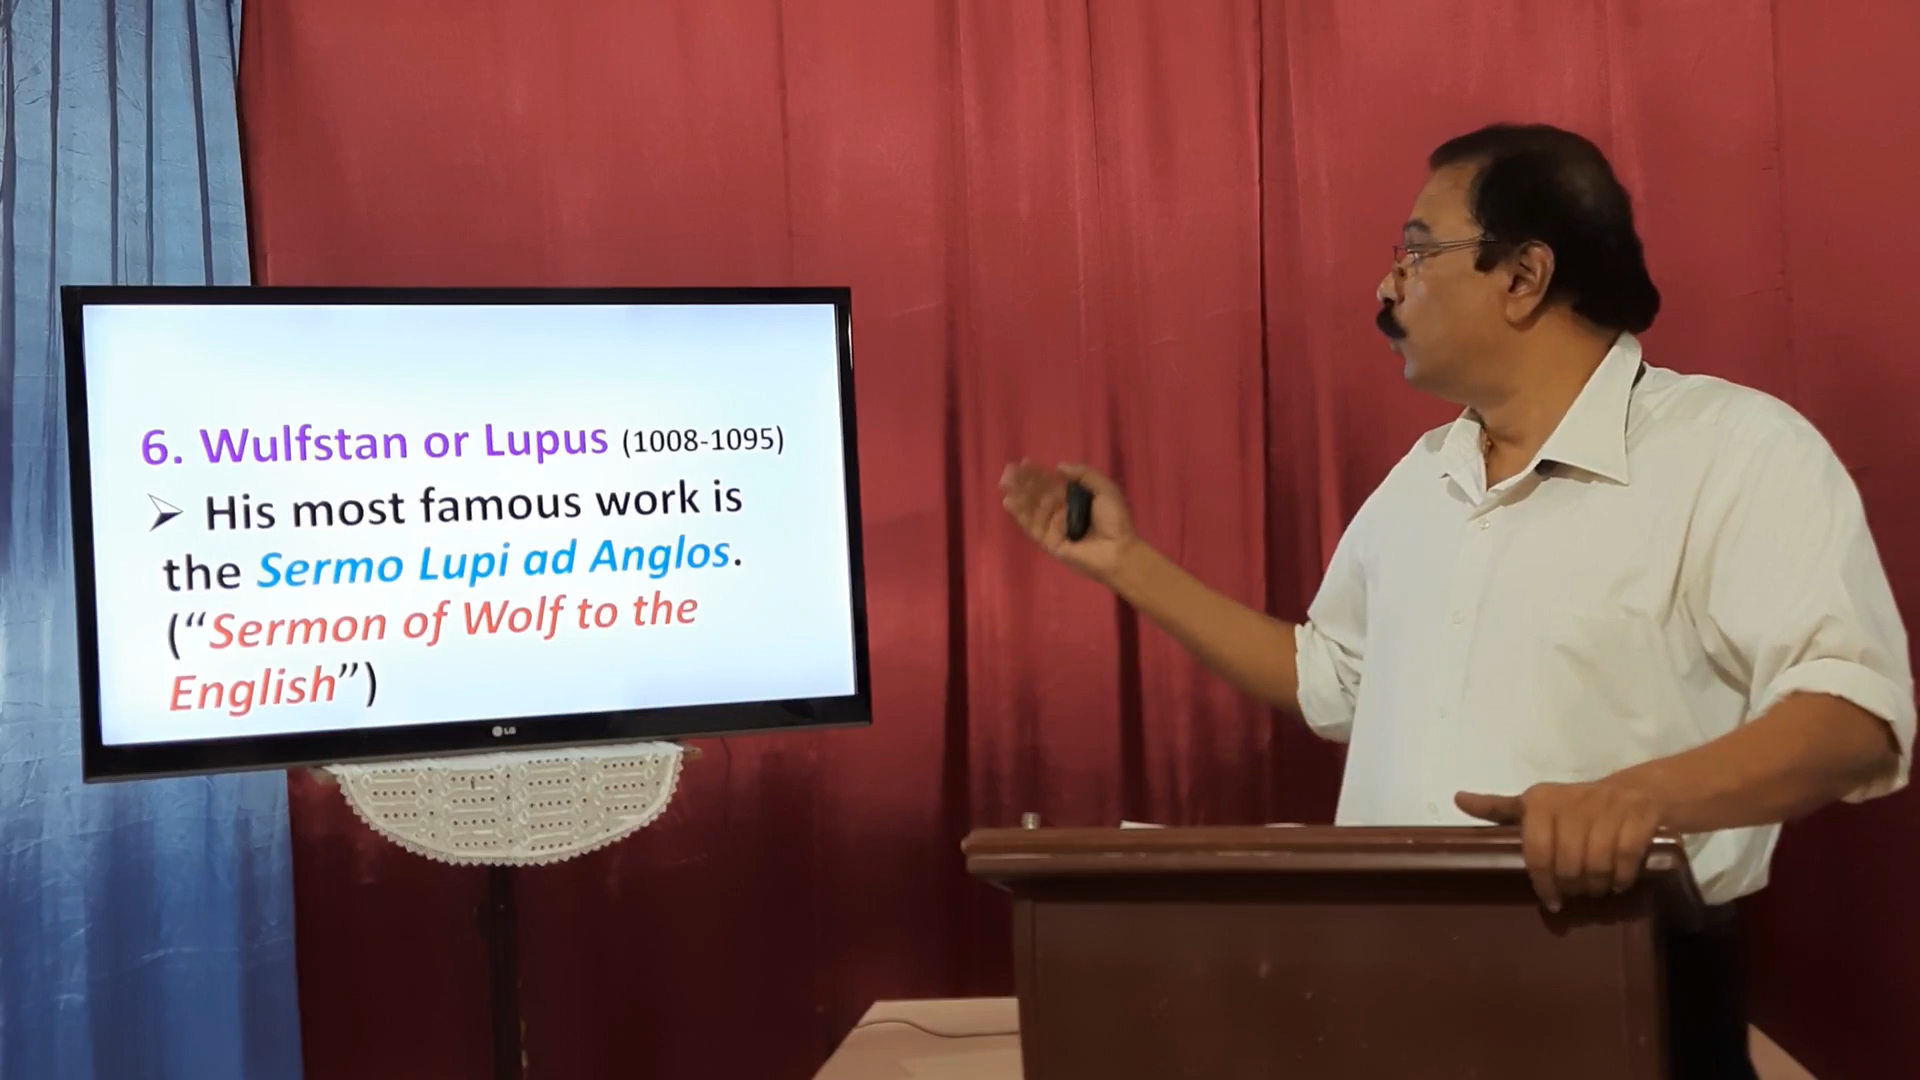 6. Wulfstan or Lupus (1008-1095)
➢ His most famous work is
the Sermo Lupi ad Anglos.
(“Sermon of Wolf to the
English”)
LG